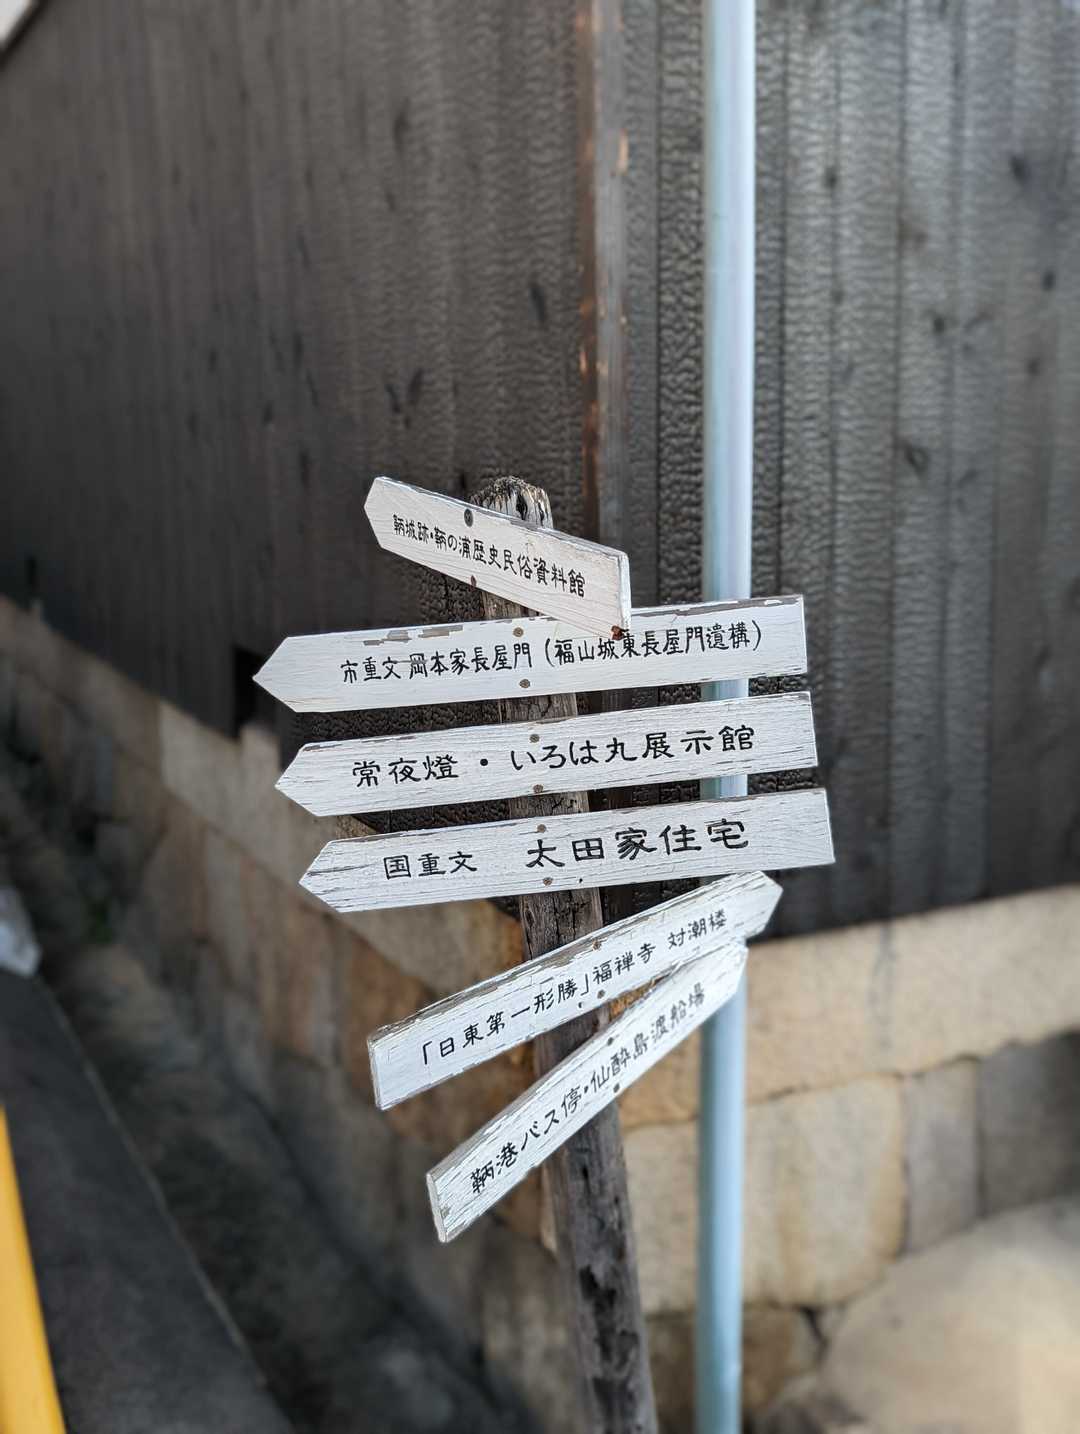 鞆城跡・鞆の浦歴史民俗資料館
市重文 岡本家長屋門（福山城東長屋門遺構）
常夜燈・いろは丸展示館
国重文 太田家住宅
「日東第一形勝」福禅寺 対潮楼
鞆港バス停・仙酔島渡船場